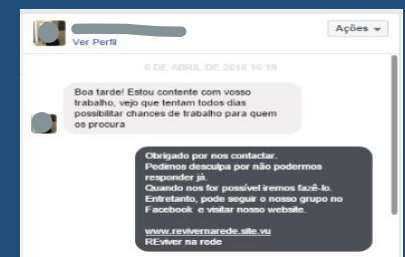 Ações
Ver Perfil
6 DE ABRIL DE 2016 16:19
Boa tarde! Estou contente com vosso
trabalho, vejo que tentam todos dias
possibilitar chances de trabalho para quem
os procura
Obrigado por nos contactar.
Pedimos desculpa por não podermos
responder já.
Quando nos for possível iremos fazê-lo.
Entretanto, pode seguir o nosso grupo no
Facebook e visitar nosso website.
www.revivernarede.site.vu
REviver na rede